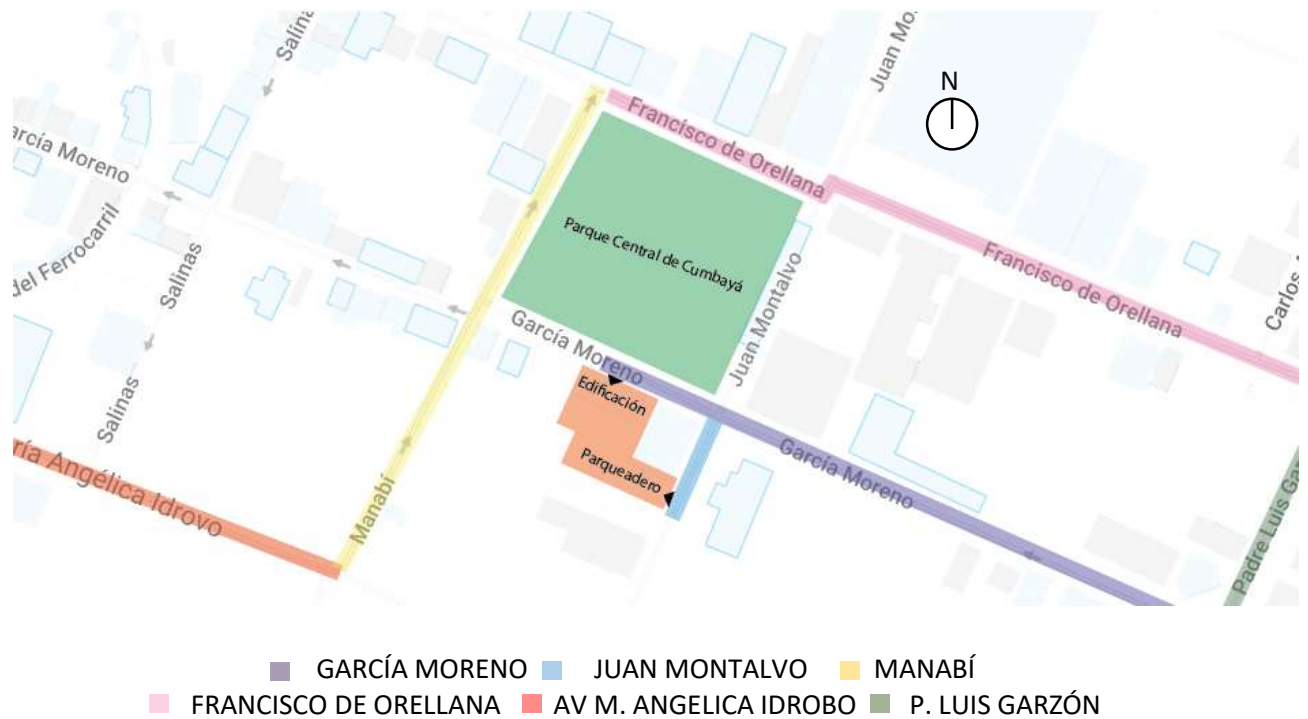 Salinas
Juan Mo
N
Francisco de Orellana
arcía Moreno
Parque Central de Cumbayá
del Ferrocarril
Salinas
Francisco de Orellana
Carlos A
García Moreno
Juan Montalvo
Edificación
Salinas
Parqueadero
García Moreno
ría Angélica Idrovo
Manabí
Padre Luis Garz
GARCÍA MORENO
JUAN MONTALVO
MANABÍ
FRANCISCO DE ORELLANA
AV M. ANGELICA IDROBO
P. LUIS GARZÓN